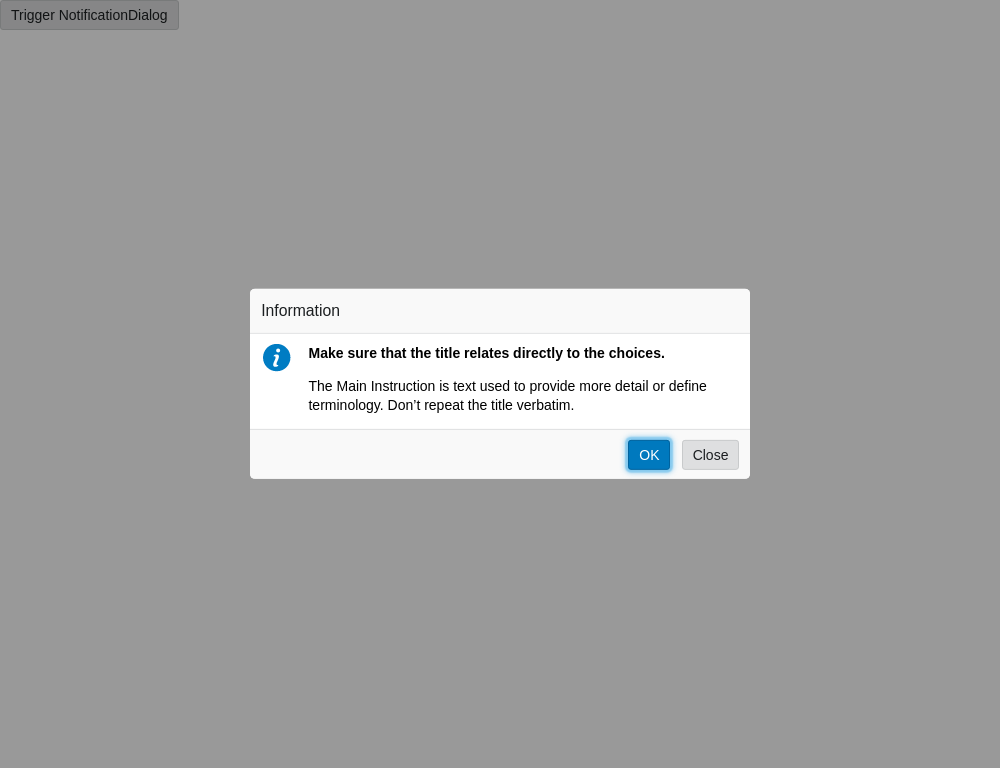 Trigger NotificationDialog
Information
Make sure that the title relates directly to the choices.
The Main Instruction is text used to provide more detail or define
terminology. Don’t repeat the title verbatim.
OK Close